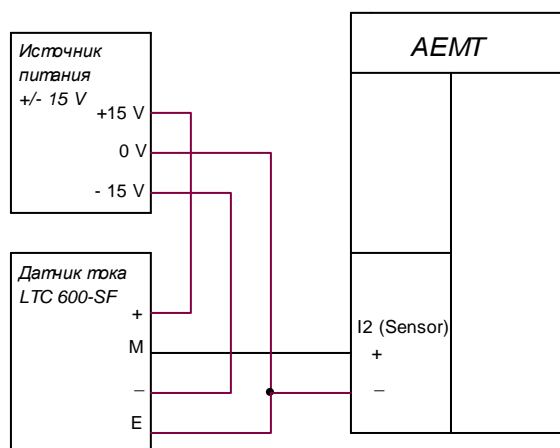 Источник
питания
+/- 15 V
+15 V
0 V
- 15 V
Датчик тока
LTC 600-SF
+
M
–
E
AEMT
I2 (Sensor)
+
–